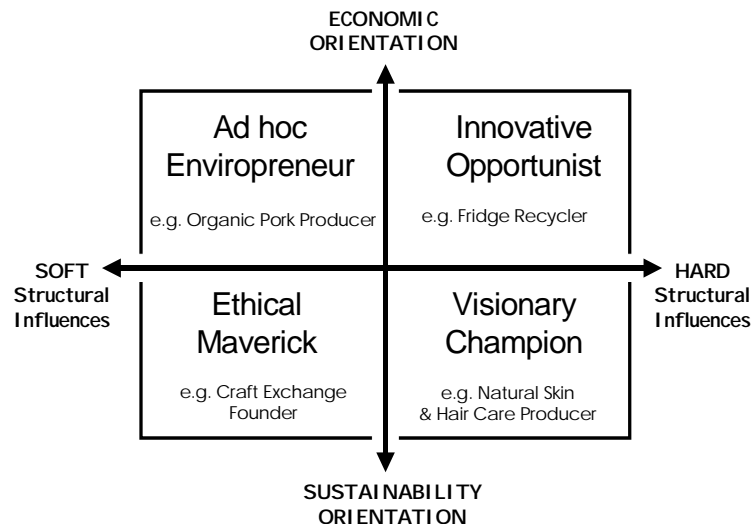 ECONOMIC
ORIENTATION
Ad hoc
Enviropreneur
e.g. Organic Pork Producer
Innovative
Opportunist
e.g. Fridge Recycler
SOFT
Structural
Influences
HARD
Structural
Influences
Ethical
Maverick
e.g. Craft Exchange
Founder
Visionary
Champion
e.g. Natural Skin
& Hair Care Producer
SUSTAINABILITY
ORIENTATION